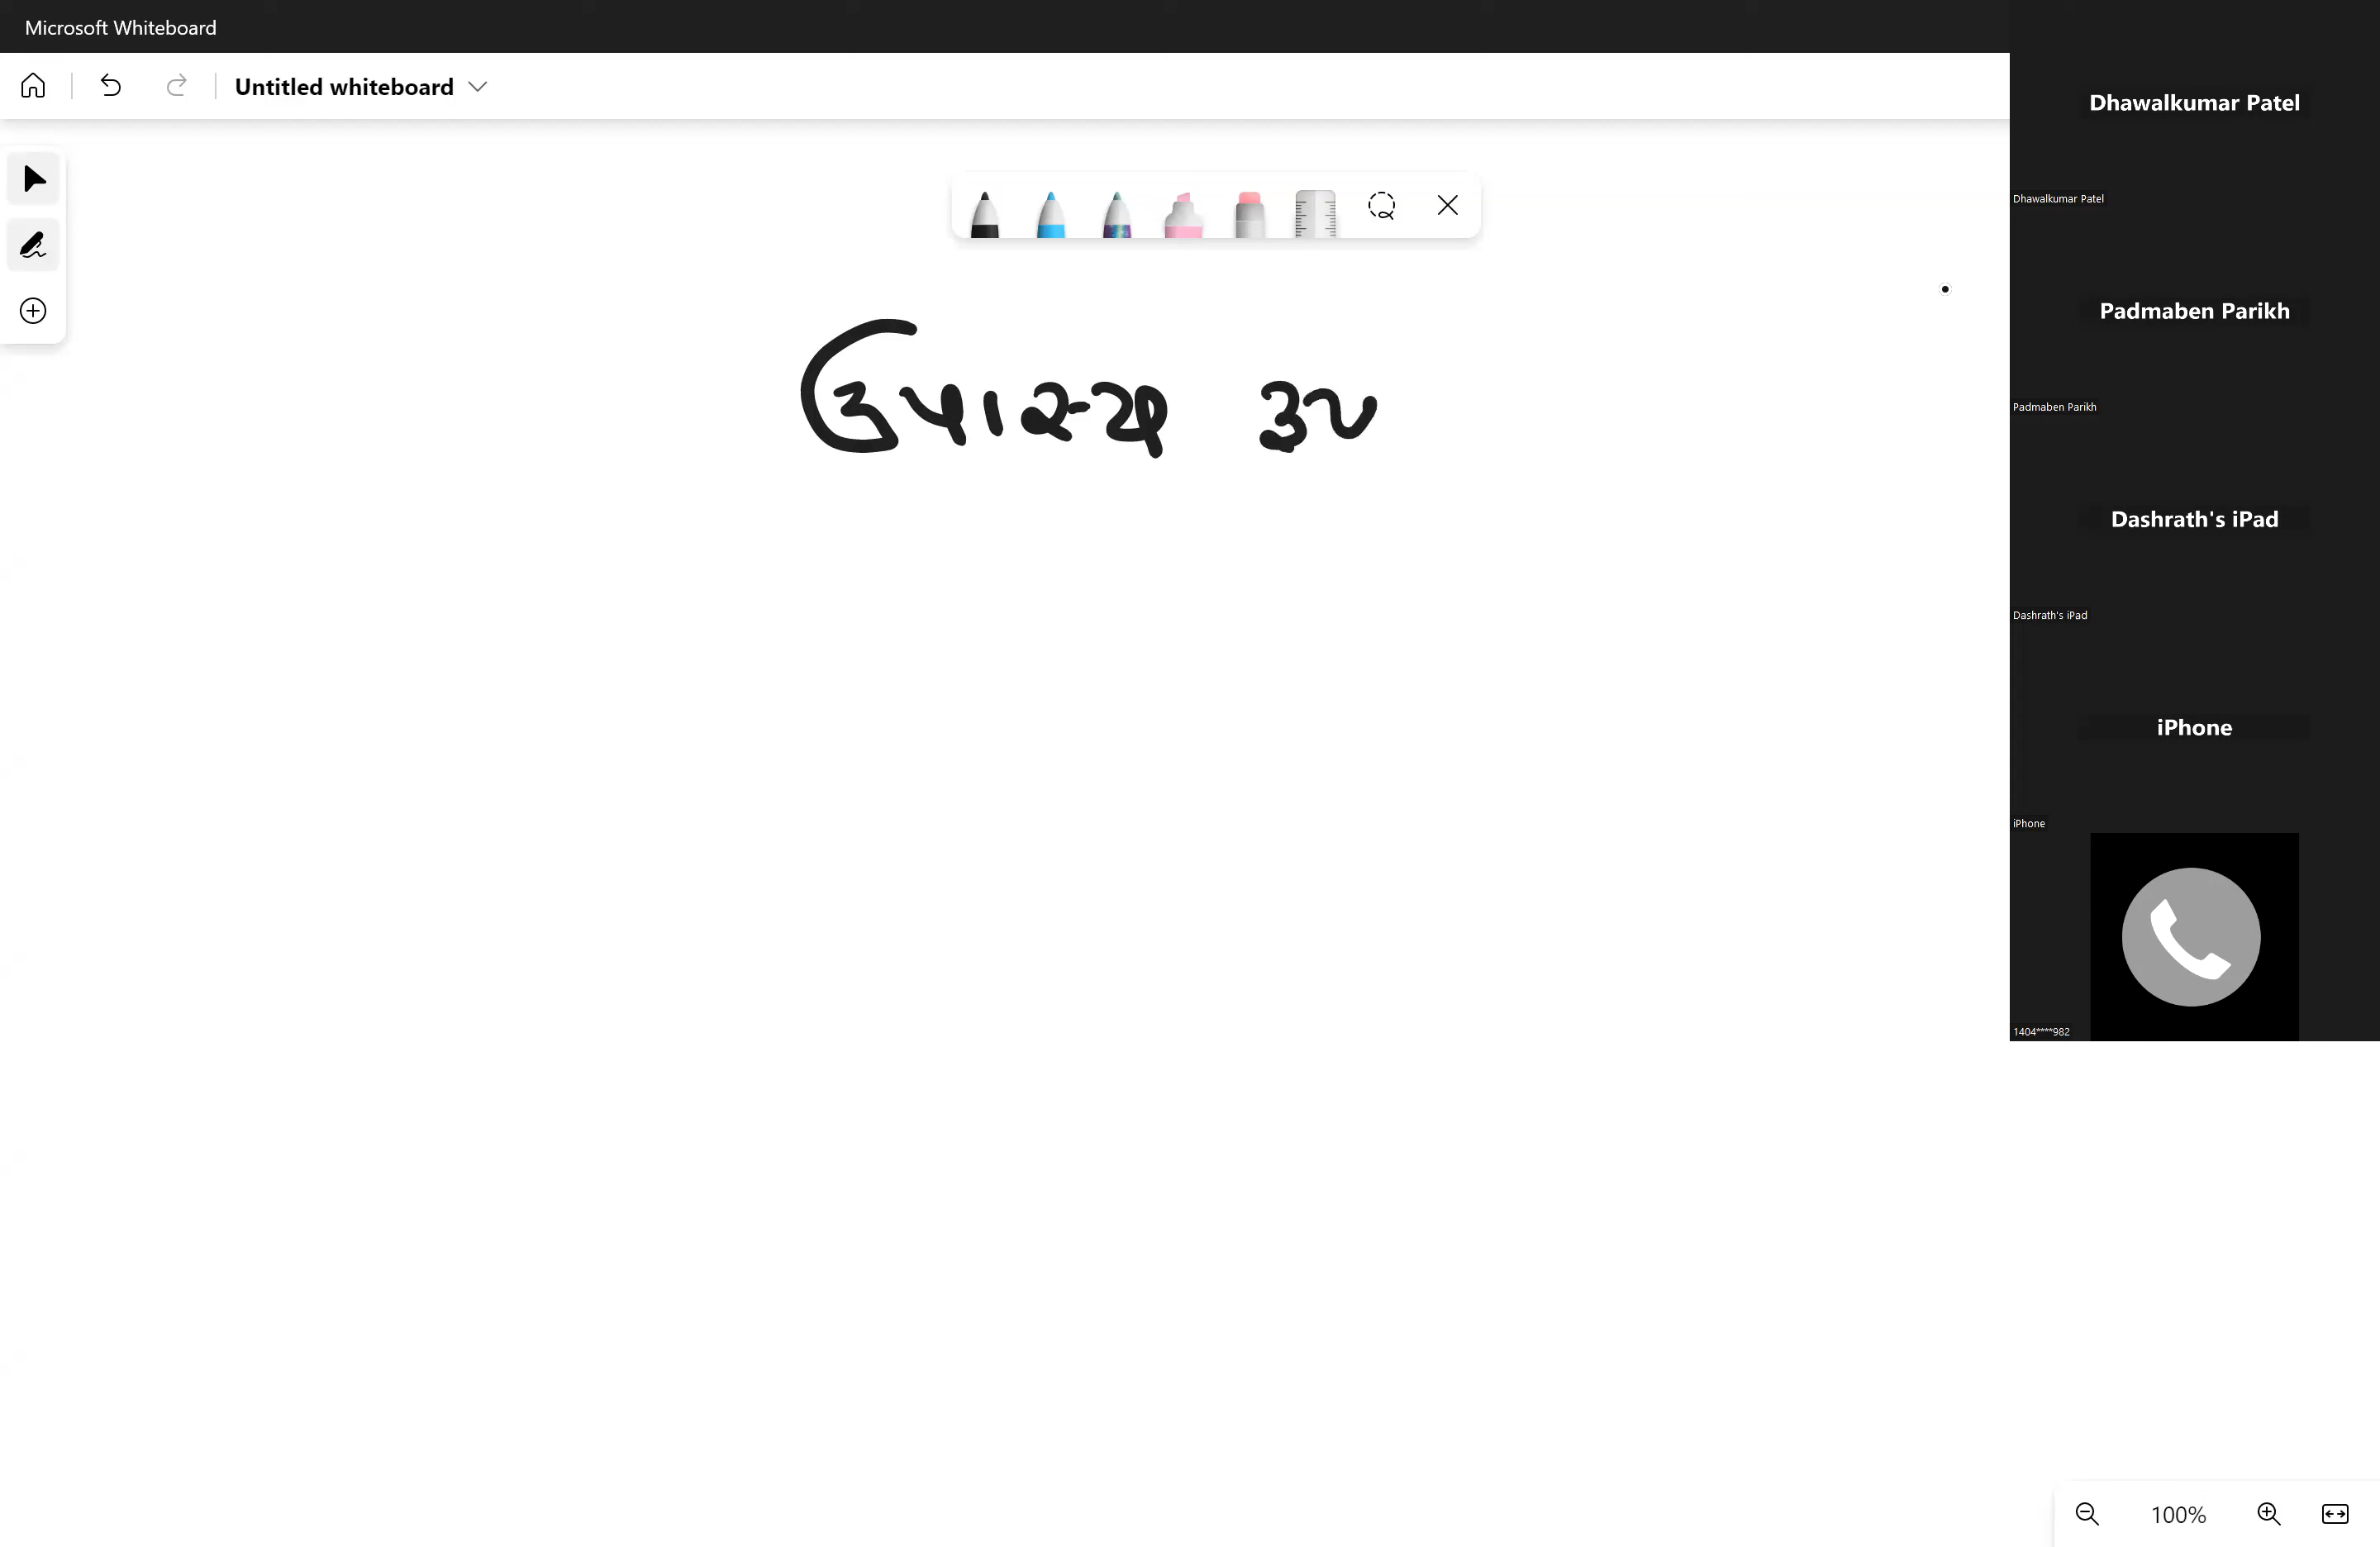 Microsoft Whiteboard
Untitled whiteboard
Dhawalkumar Patel
Dhawalkumar Patel
Padmaben Parikh
Padmaben Parikh
Dashrath's iPad
Dashrath's iPad
iPhone
iPhone
1404****982
100%